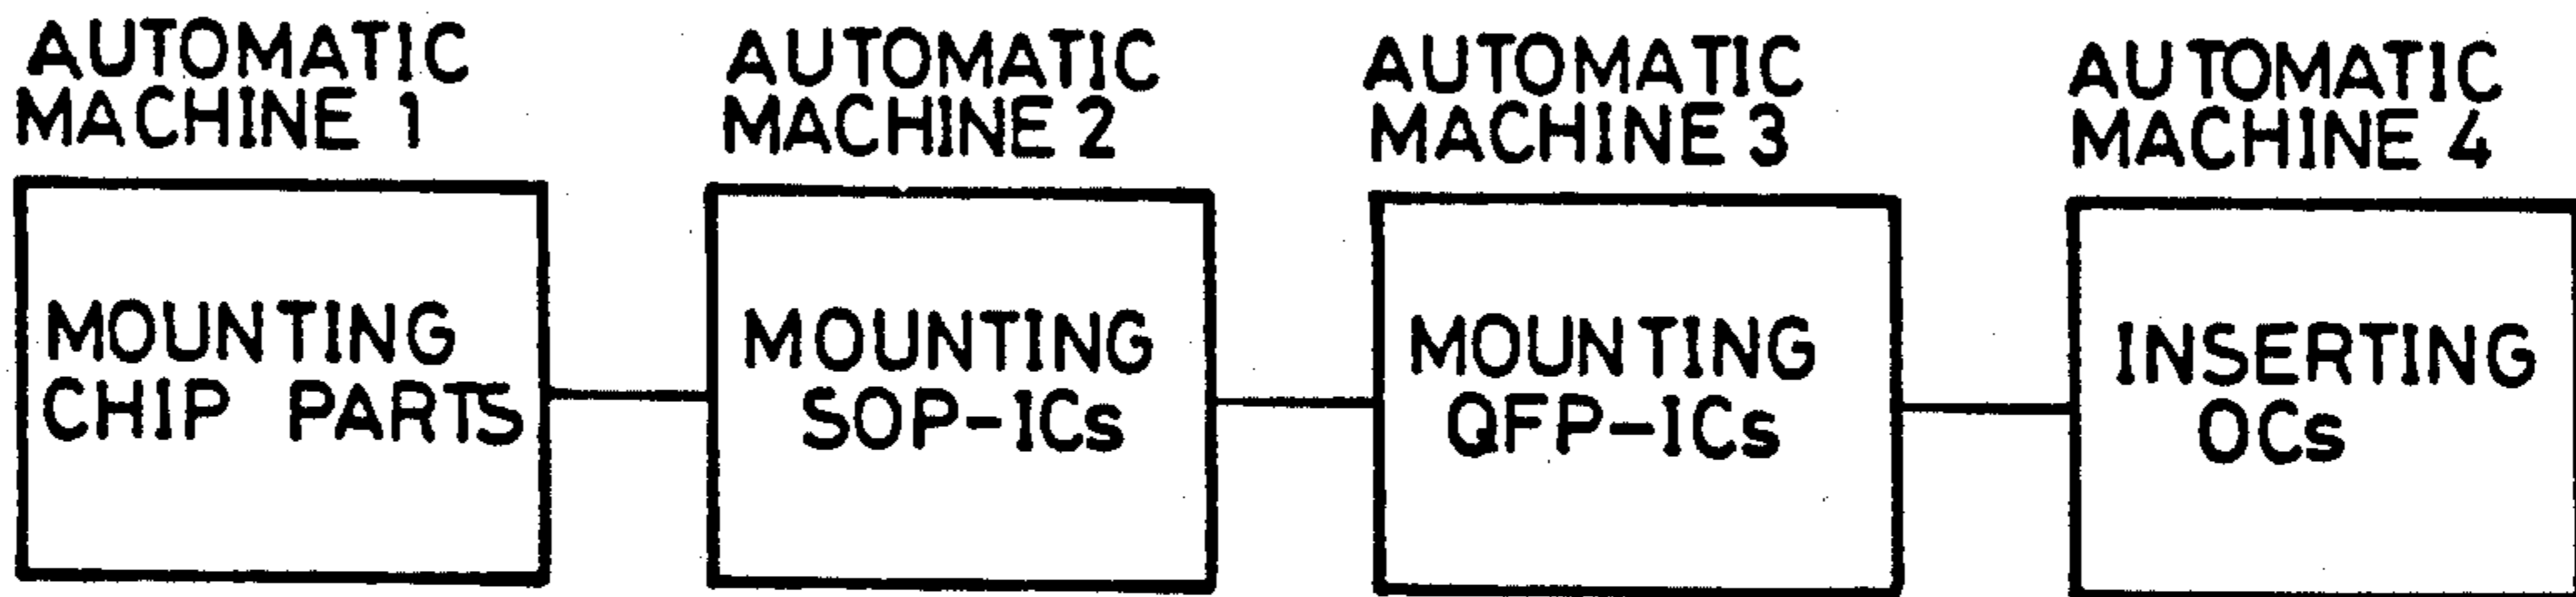 AUTOMATIC
MACHINE 1
AUTOMATIC
MACHINE 2
AUTOMATIC
MACHINE 3
AUTOMATIC
MACHINE 4
MOUNTING
CHIP PARTS
MOUNTING
SOP-ICs
MOUNTING
QFP-ICs
INSERTING
OCs